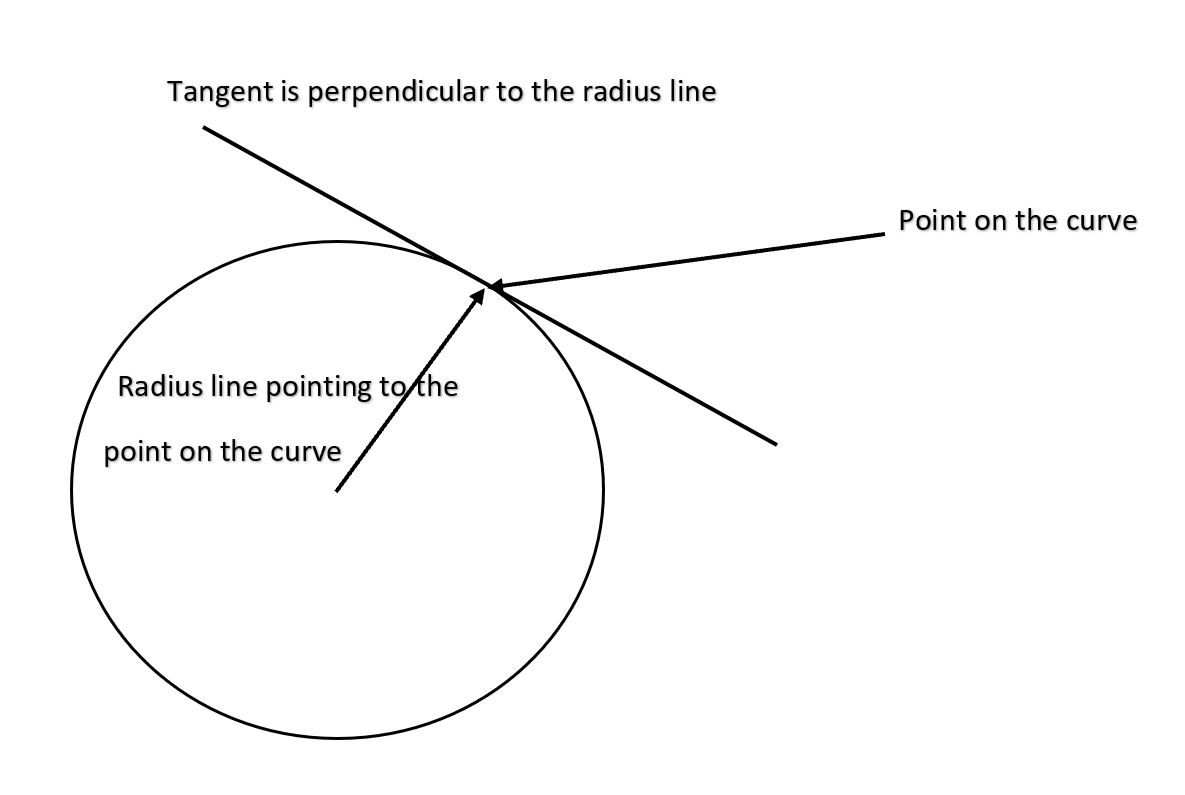 Tangent is perpendicular to the radius line
Point on the curve
Radius line pointing to the
point on the curve